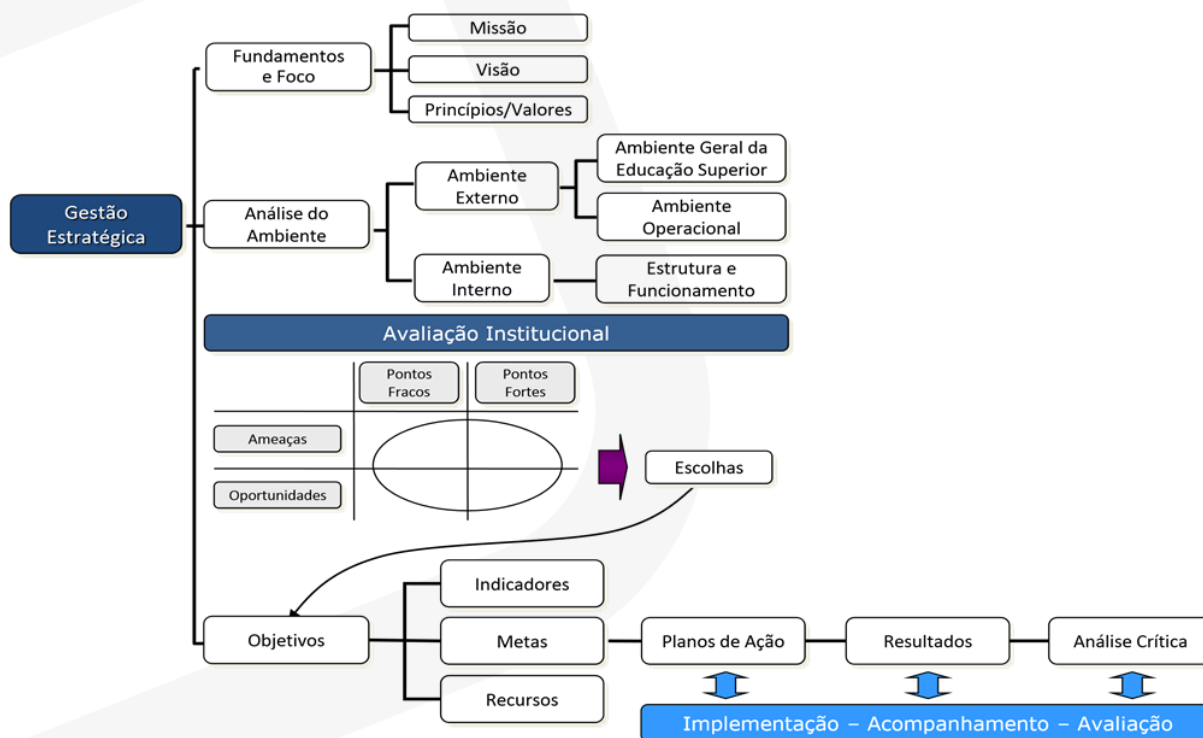 Missão
Fundamentos
e Foco
Visão
Princípios/Valores
Ambiente Geral da
Educação Superior
Ambiente
Externo
Gestão
Estratégica
Análise do
Ambiente
Ambiente
Operacional
Ambiente
Interno
Estrutura e
Funcionamento
Avaliação Institucional
Pontos
Fracos
Pontos
Fortes
Ameaças
Escolhas
Oportunidades
Indicadores
Objetivos
Metas
Planos de Ação
Resultados
Análise Crítica
Recursos
Implementação – Acompanhamento – Avaliação